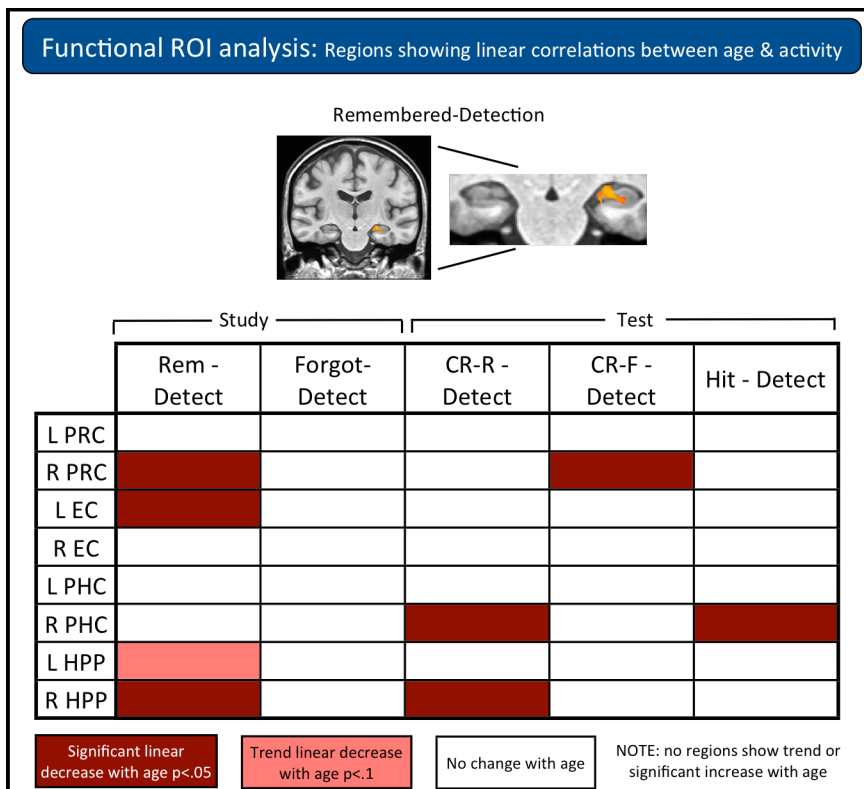 Functional ROI analysis: Regions showing linear correlations between age & activity
Remembered-Detection
Study
Test
Rem -
Detect
Forgot-
Detect
CR-R -
Detect
CR-F -
Detect
Hit - Detect
L PRC
R PRC
L EC
R EC
L PHC
R PHC
L HPP
R HPP
Significant linear
decrease with age p<.05
Trend linear decrease
with age p<.1
No change with age
NOTE: no regions show trend or
significant increase with age